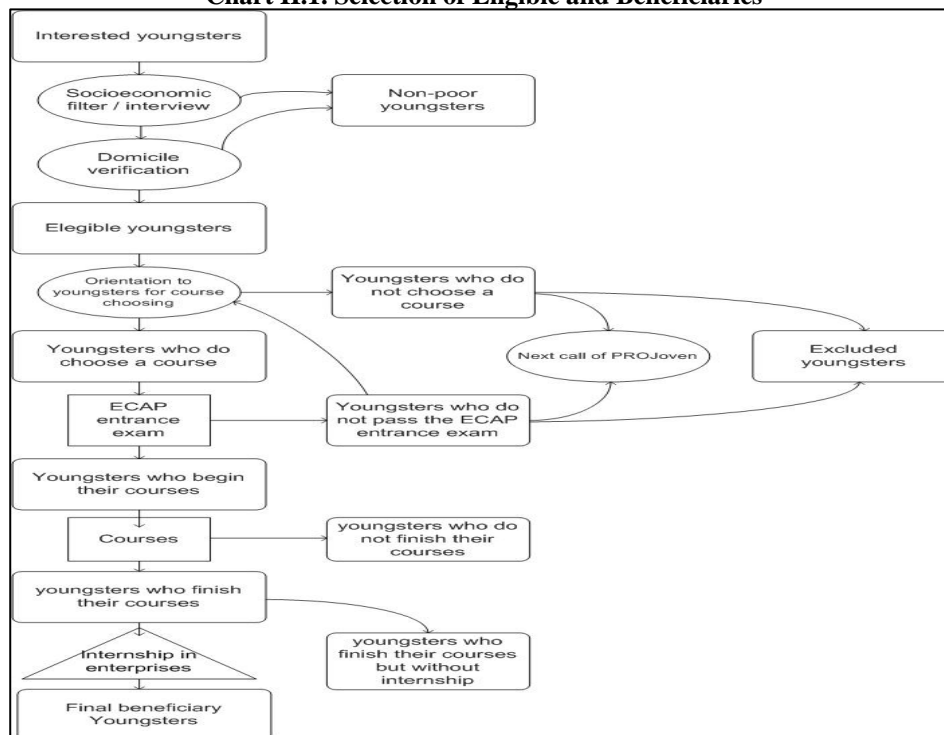 Chart II.1. Selection of Eligible and Beneficiaries
Interested youngsters
Socioeconomic
filter / interview
Non-poor
youngsters
Domicile
verification
Elegible youngsters
Orientation to
youngsters for course
choosing
Youngsters who do
not choose a
course
Youngsters who do
choose a course
Next call of PROJoven
Excluded
youngsters
ECAP
entrance
exam
Youngsters who do
not pass the ECAP
entrance exam
Youngsters who begin
their courses
Courses
youngsters who do
not finish their
courses
youngsters who finish
their courses
Internship in
enterprises
youngsters who
finish their courses
but without
internship
Final beneficiary
Youngsters